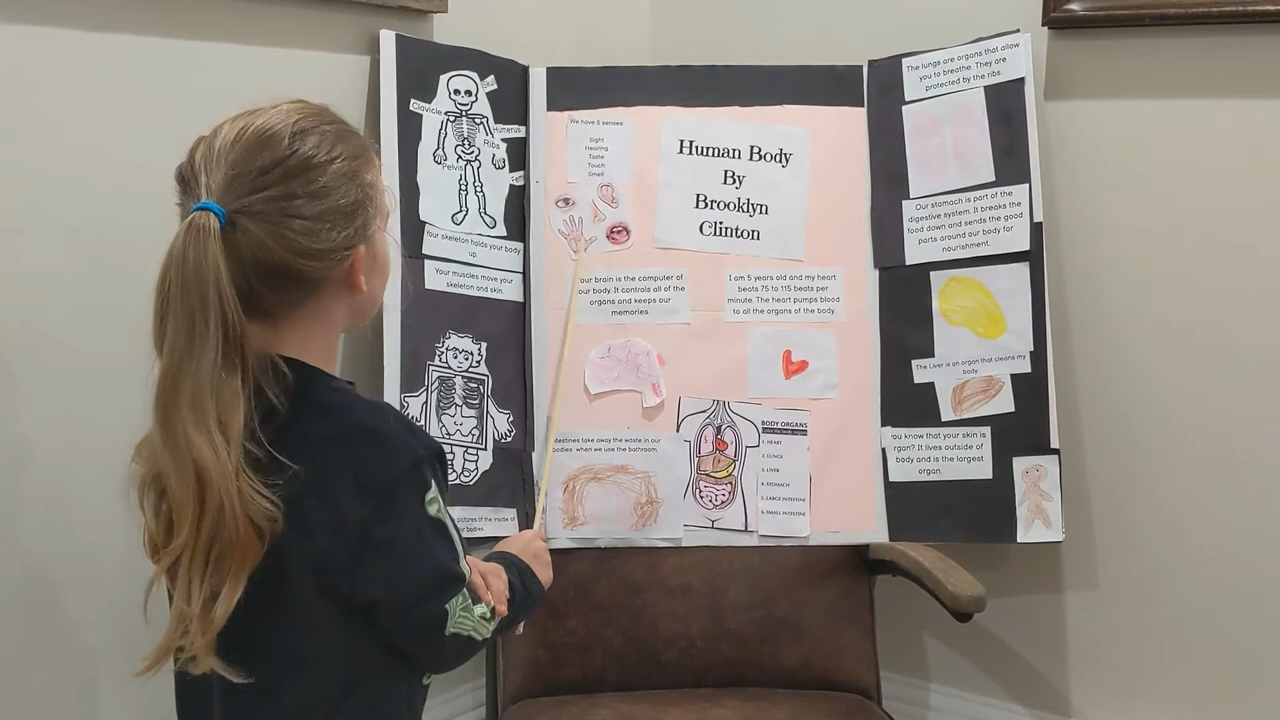 Skull
Clavicle
Humerus
Ribs
Pelvis
Your skeleton holds your body
up.
Your muscles move your
skeleton and skin.
pictures of the inside of
bodies.
We have 5 senses:
Sight
Hearing
Taste
Touch
Smell
Human Body
By
Brooklyn
Clinton
our brain is the computer of
our body. It controls all of the
organs and keeps our
memories.
I am 5 years old and my heart
beats 75 to 115 beats per
minute. The heart pumps blood
to all the organs of the body.
testines take away the waste in our
bodies when we use the bathroom
BODY ORGANS
1. HEART
2. LUNGS
3. LIVER
4. STOMACH
5. LARGE INTESTINE
6. SMALL INTESTINE
The lungs are organs that allow
you to breathe. They are
protected by the ribs.
Our stomach is part of the
digestive system. It breaks the
food down and sends the good
parts around our body for
nourishment.
The Liver is an organ that cleans my
body.
you know that your skin is
rgan? It lives outside of
body and is the largest
organ.